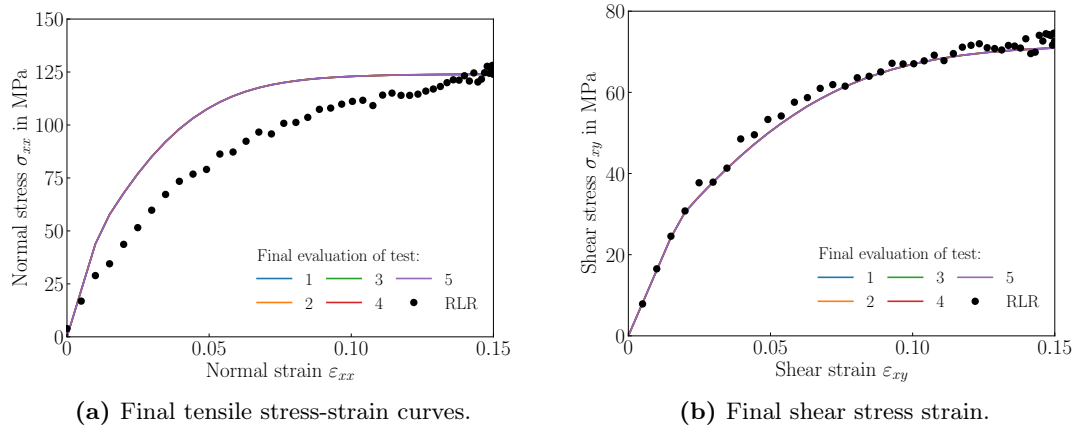 150
125
100
75
50
25
0
Normal stress σxx in MPa
0
0.05
0.10
0.15
Normal strain εxx
Final evaluation of test:
1 3 5
2 4 RLR
(a) Final tensile stress-strain curves.
80
60
40
20
0
Shear stress σxy in MPa
0
0.05
0.10
0.15
Shear strain εxy
Final evaluation of test:
1 3 5
2 4 RLR
(b) Final shear stress strain.